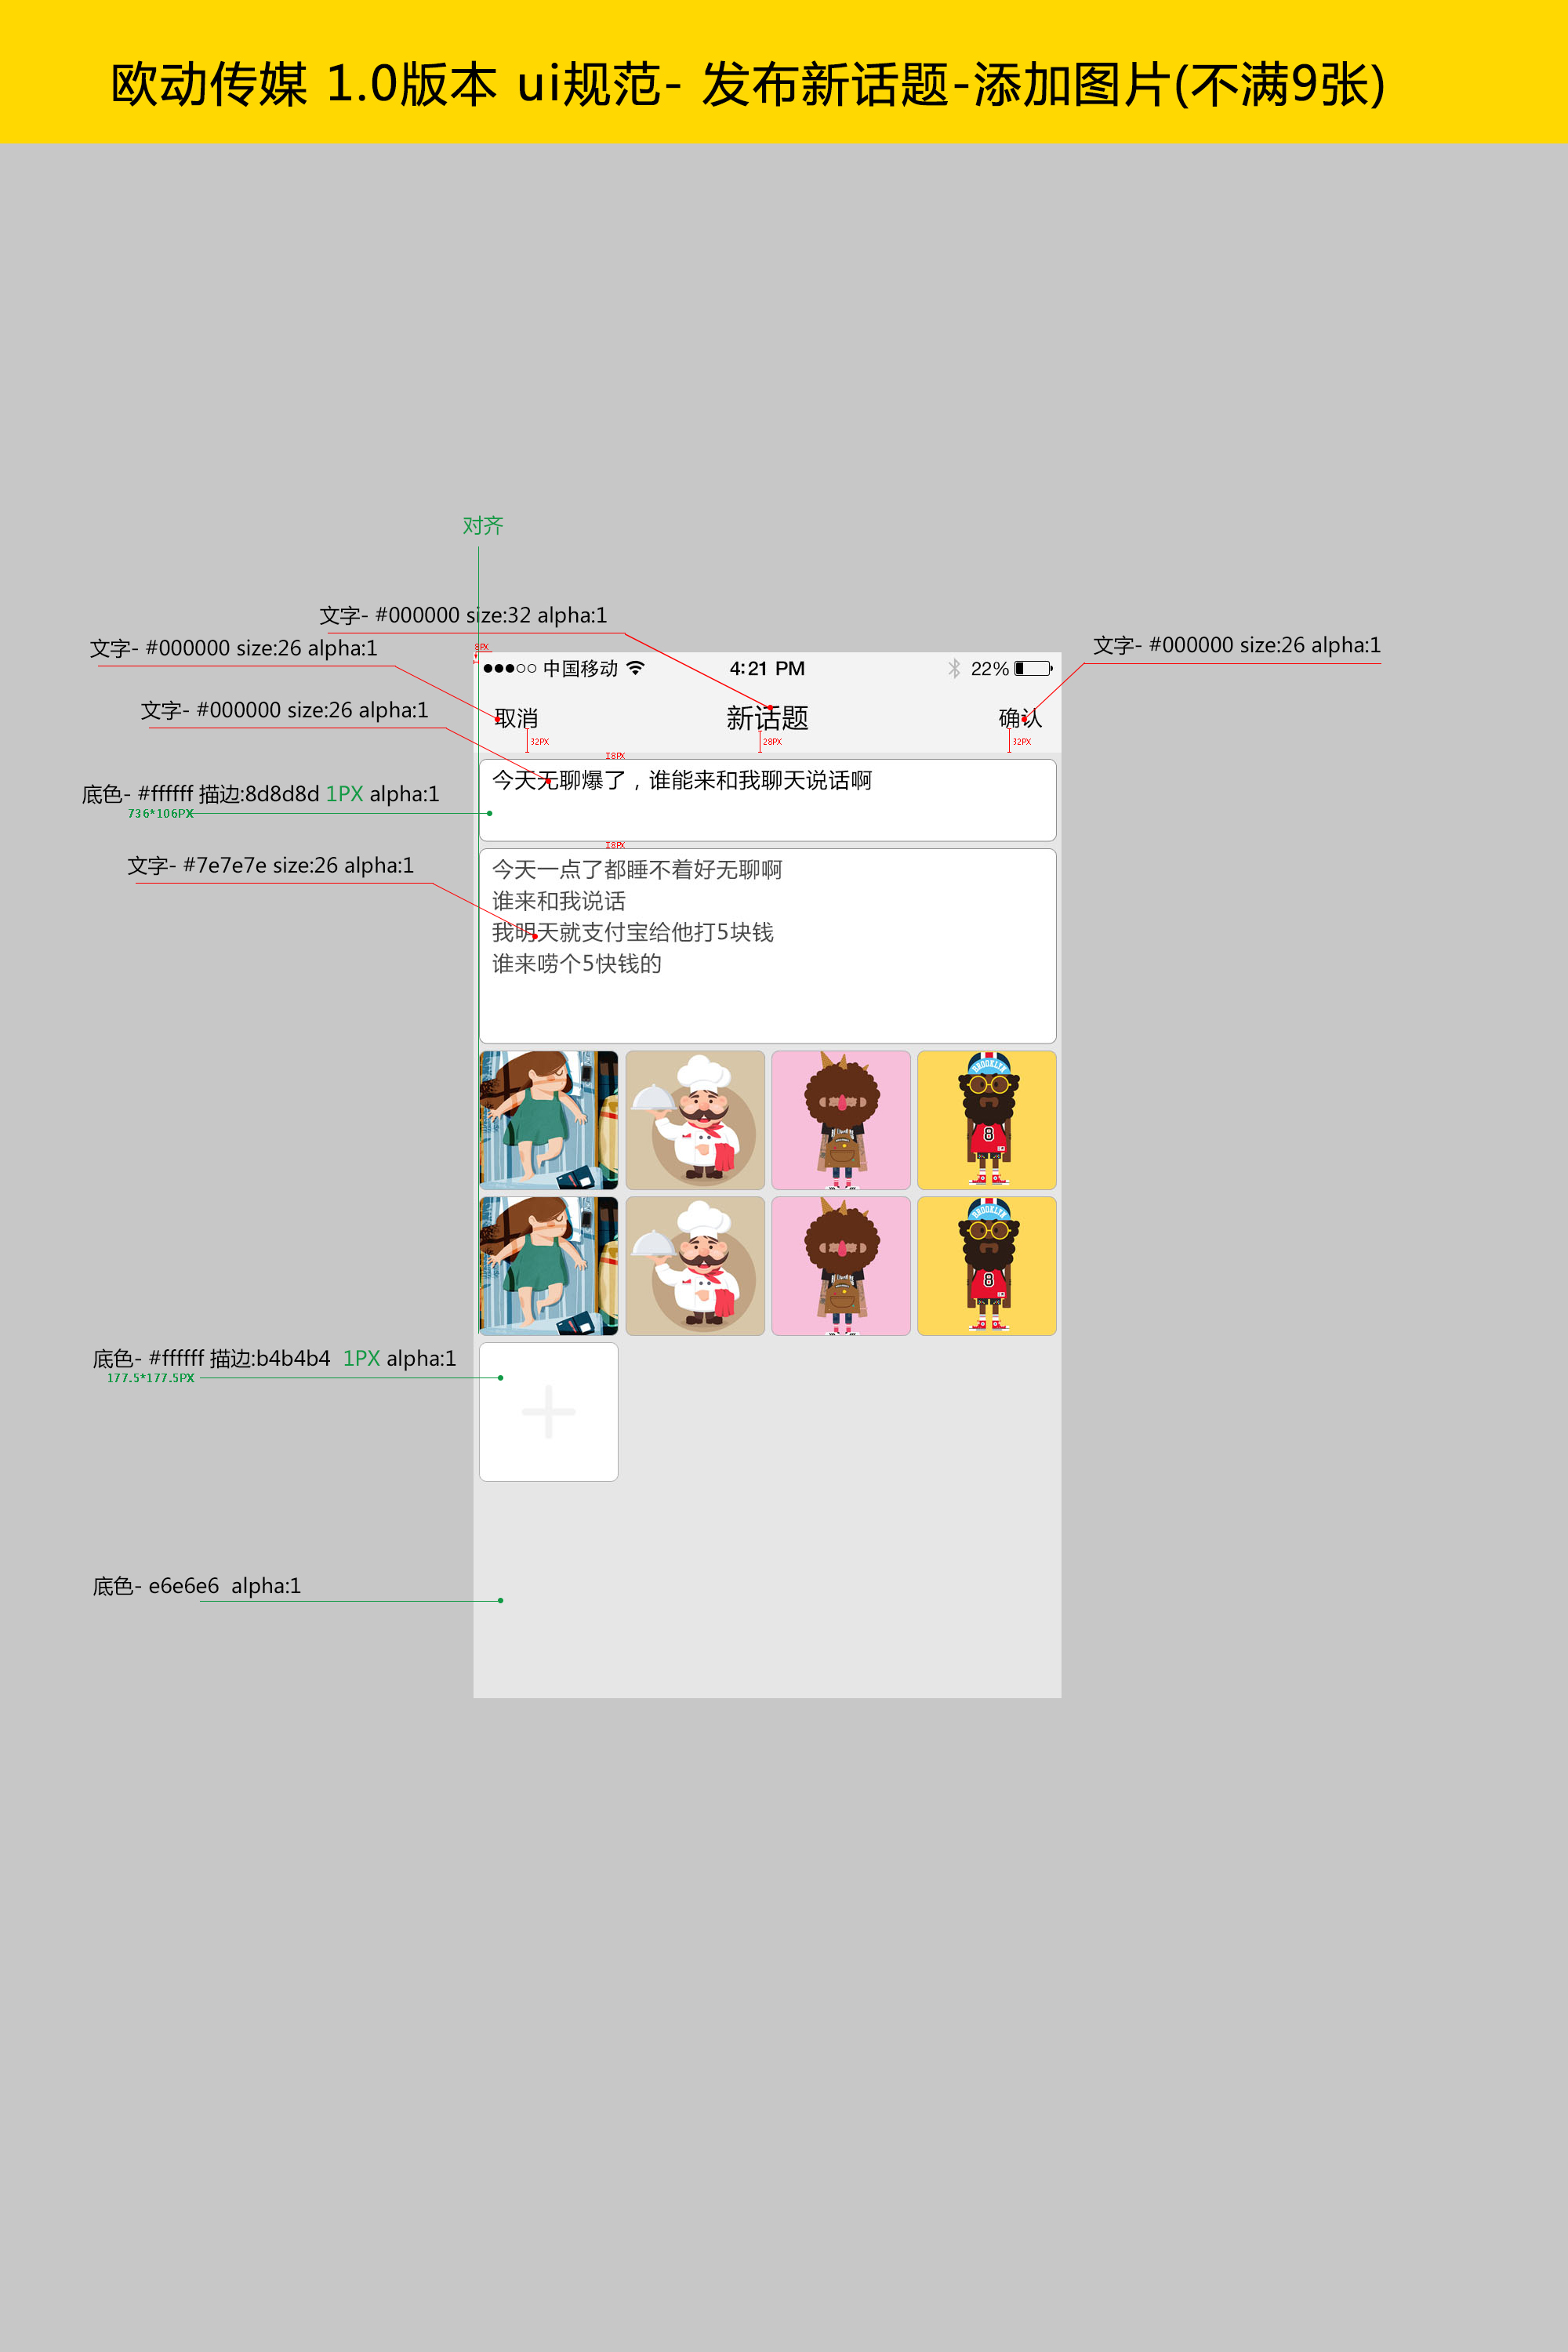 欧动传媒 1.0版本 ui规范- 发布新话题-添加图片(不满9张)
对齐
文字- #000000 size:32 alpha:1
文字- #000000 size:26 alpha:1
文字- #000000 size:26 alpha:1
8PX
中国移动 4:21 PM 22%
文字- #000000 size:26 alpha:1
取消 新话题 确认
32PX 28PX 32PX
18PX
今天无聊爆了，谁能来和我聊天说话啊
底色- #ffffff 描边:8d8d8d 1PX alpha:1
736*106PX
18PX
文字- #7e7e7e size:26 alpha:1
今天一点了都睡不着好无聊啊
谁来和我说话
我明天就支付宝给他打5块钱
谁来唠个5快钱的
BROOKLYN
8
BROOKLYN
8
底色- #ffffff 描边:b4b4b4 1PX alpha:1
177.5*177.5PX
底色- e6e6e6 alpha:1